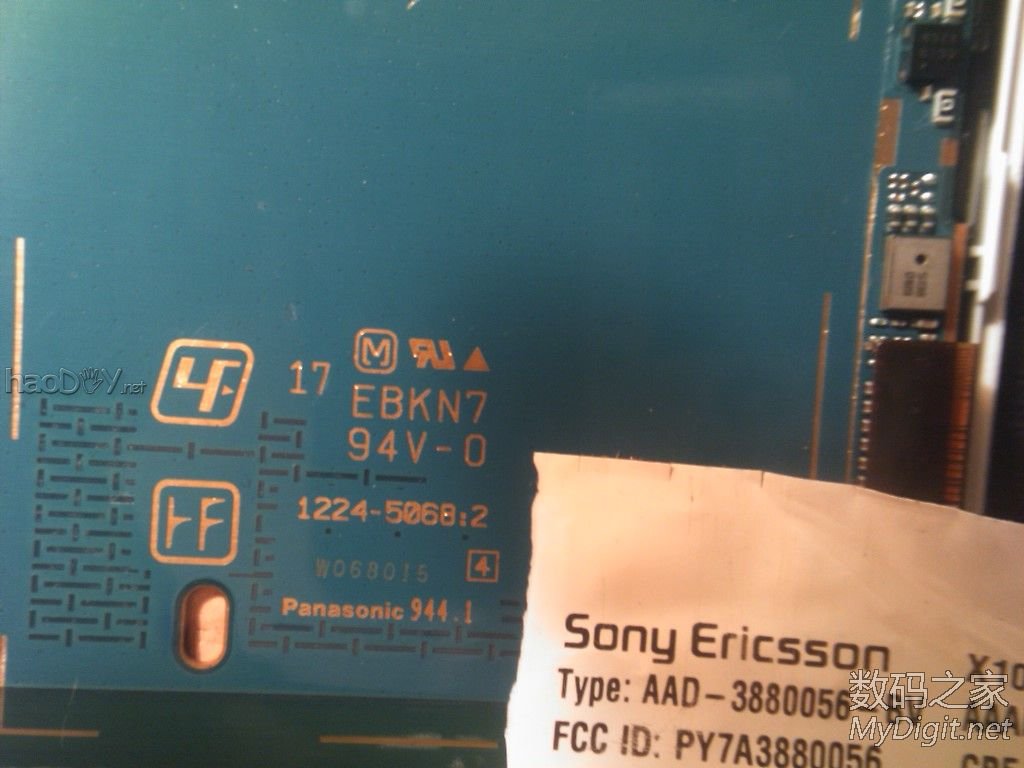 17
M
EBKN7
94V-0
1224-5068:2
W068015
4
Panasonic 944.1
haoDIY.net
Sony Ericsson X10
Type: AAD-3880056
FCC ID: PY7A3880056
数码之家
MyDigit.net